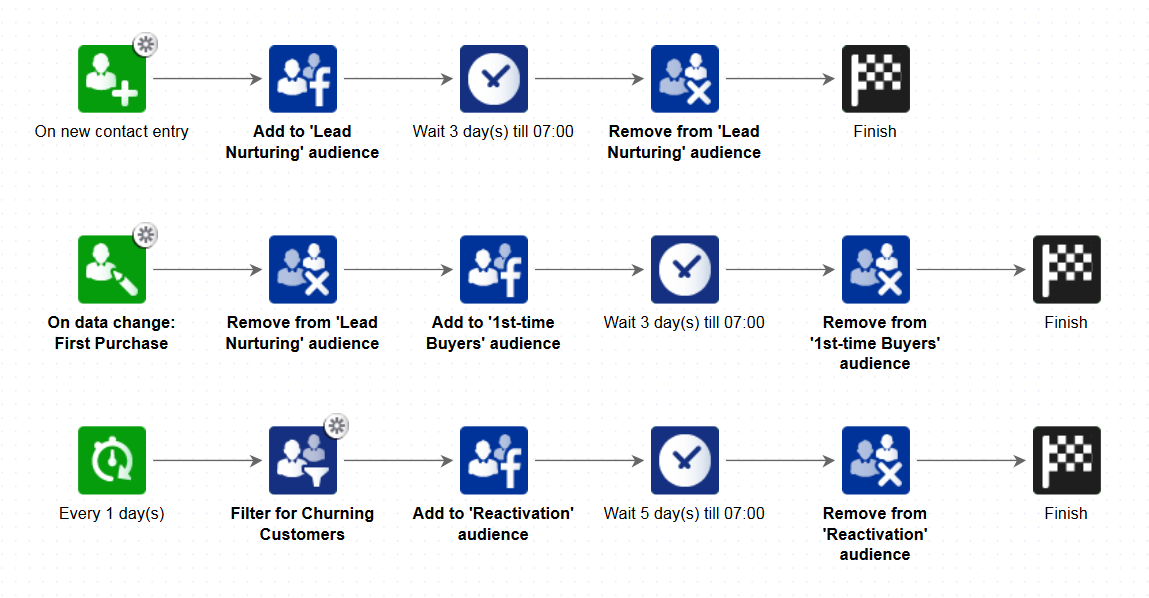 On new contact entry
Add to 'Lead
Nurturing' audience
Wait 3 day(s) till 07:00
Remove from 'Lead
Nurturing' audience
Finish
On data change:
First Purchase
Remove from 'Lead
Nurturing' audience
Add to '1st-time
Buyers' audience
Wait 3 day(s) till 07:00
Remove from
'1st-time Buyers'
audience
Finish
Every 1 day(s)
Filter for Churning
Customers
Add to 'Reactivation'
audience
Wait 5 day(s) till 07:00
Remove from
'Reactivation'
audience
Finish